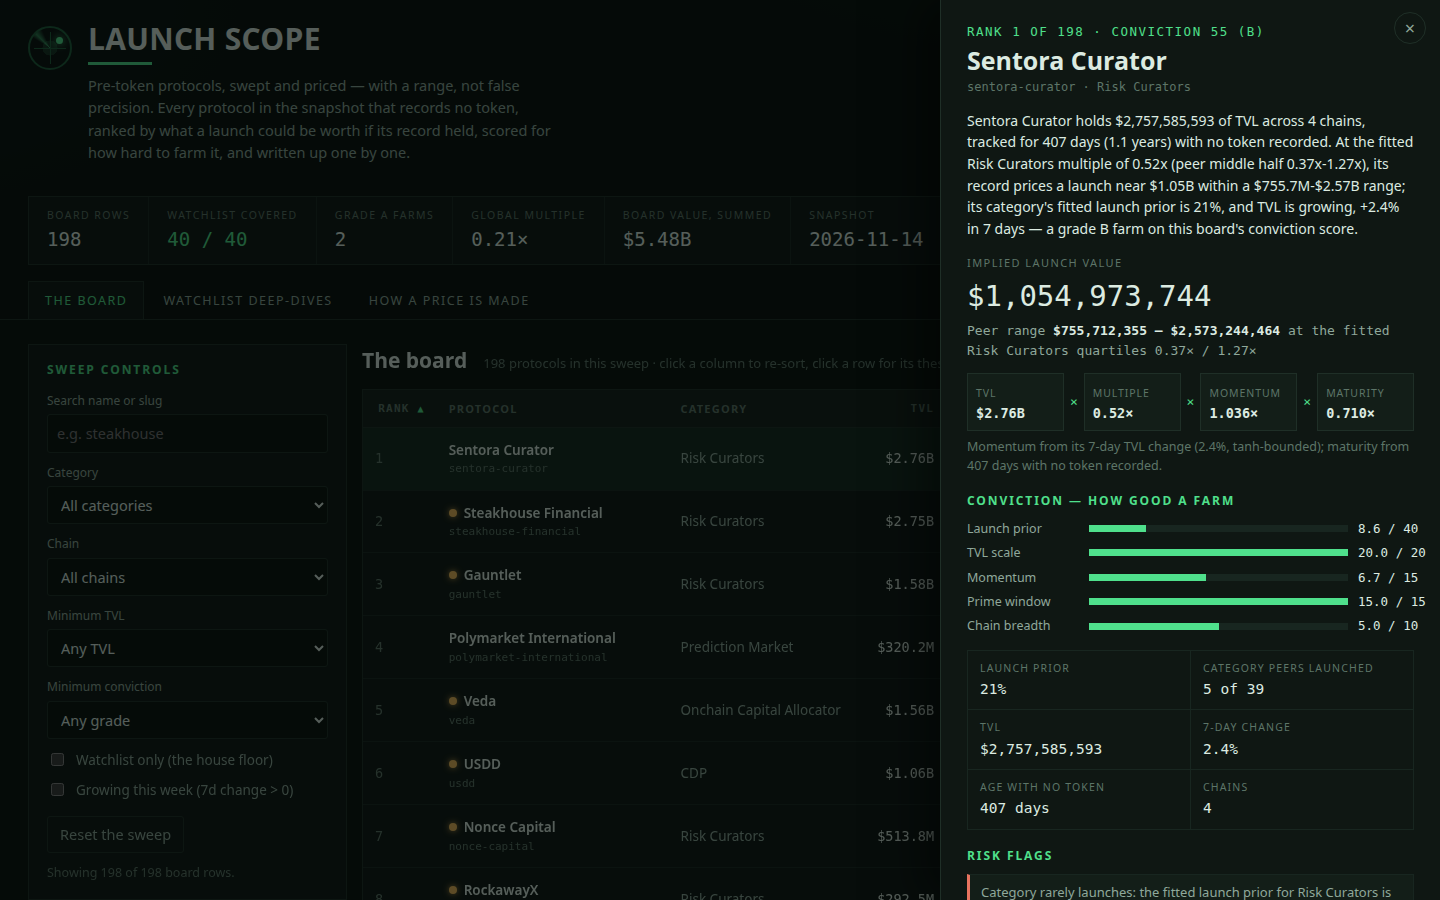 LAUNCH SCOPE
Pre-token protocols, swept and priced — with a range, not false
precision. Every protocol in the snapshot that records no token,
ranked by what a launch could be worth if its record held, scored for
how hard to farm it, and written up one by one.
BOARD ROWS
198
WATCHLIST COVERED
40 / 40
GRADE A FARMS
2
GLOBAL MULTIPLE
0.21×
BOARD VALUE, SUMMED
$5.48B
SNAPSHOT
2026-11-14
THE BOARD
WATCHLIST DEEP-DIVES
HOW A PRICE IS MADE
SWEEP CONTROLS
Search name or slug
e.g. steakhouse
Category
All categories
Chain
All chains
Minimum TVL
Any TVL
Minimum conviction
Any grade
Watchlist only (the house floor)
Growing this week (7d change > 0)
Reset the sweep
Showing 198 of 198 board rows.
The board
198 protocols in this sweep · click a column to re-sort, click a row for its thes
RANK ▲ PROTOCOL CATEGORY TVL
1 Sentora Curator Risk Curators $2.76B
sentora-curator
2 Steakhouse Financial Risk Curators $2.75B
steakhouse-financial
3 Gauntlet Risk Curators $1.58B
gauntlet
4 Polymarket International Prediction Market $320.2M
polymarket-international
5 Veda Onchain Capital Allocator $1.56B
veda
6 USDD CDP $1.06B
usdd
7 Nonce Capital Risk Curators $513.8M
nonce-capital
8 RockawayX Risk Curators $292.5M
RANK 1 OF 198 · CONVICTION 55 (B)
×
Sentora Curator
sentora-curator · Risk Curators
Sentora Curator holds $2,757,585,593 of TVL across 4 chains,
tracked for 407 days (1.1 years) with no token recorded. At the fitted
Risk Curators multiple of 0.52x (peer middle half 0.37x-1.27x), its
record prices a launch near $1.05B within a $755.7M-$2.57B range;
its category's fitted launch prior is 21%, and TVL is growing, +2.4%
in 7 days — a grade B farm on this board's conviction score.
IMPLIED LAUNCH VALUE
$1,054,973,744
Peer range $755,712,355 – $2,573,244,464 at the fitted
Risk Curators quartiles 0.37× / 1.27×
TVL
$2.76B
×
MULTIPLE
0.52×
×
MOMENTUM
1.036×
×
MATURITY
0.710×
Momentum from its 7-day TVL change (2.4%, tanh-bounded); maturity from
407 days with no token recorded.
CONVICTION — HOW GOOD A FARM
Launch prior 8.6 / 40
TVL scale 20.0 / 20
Momentum 6.7 / 15
Prime window 15.0 / 15
Chain breadth 5.0 / 10
LAUNCH PRIOR
21%
CATEGORY PEERS LAUNCHED
5 of 39
TVL
$2,757,585,593
7-DAY CHANGE
2.4%
AGE WITH NO TOKEN
407 days
CHAINS
4
RISK FLAGS
Category rarely launches: the fitted launch prior for Risk Curators is